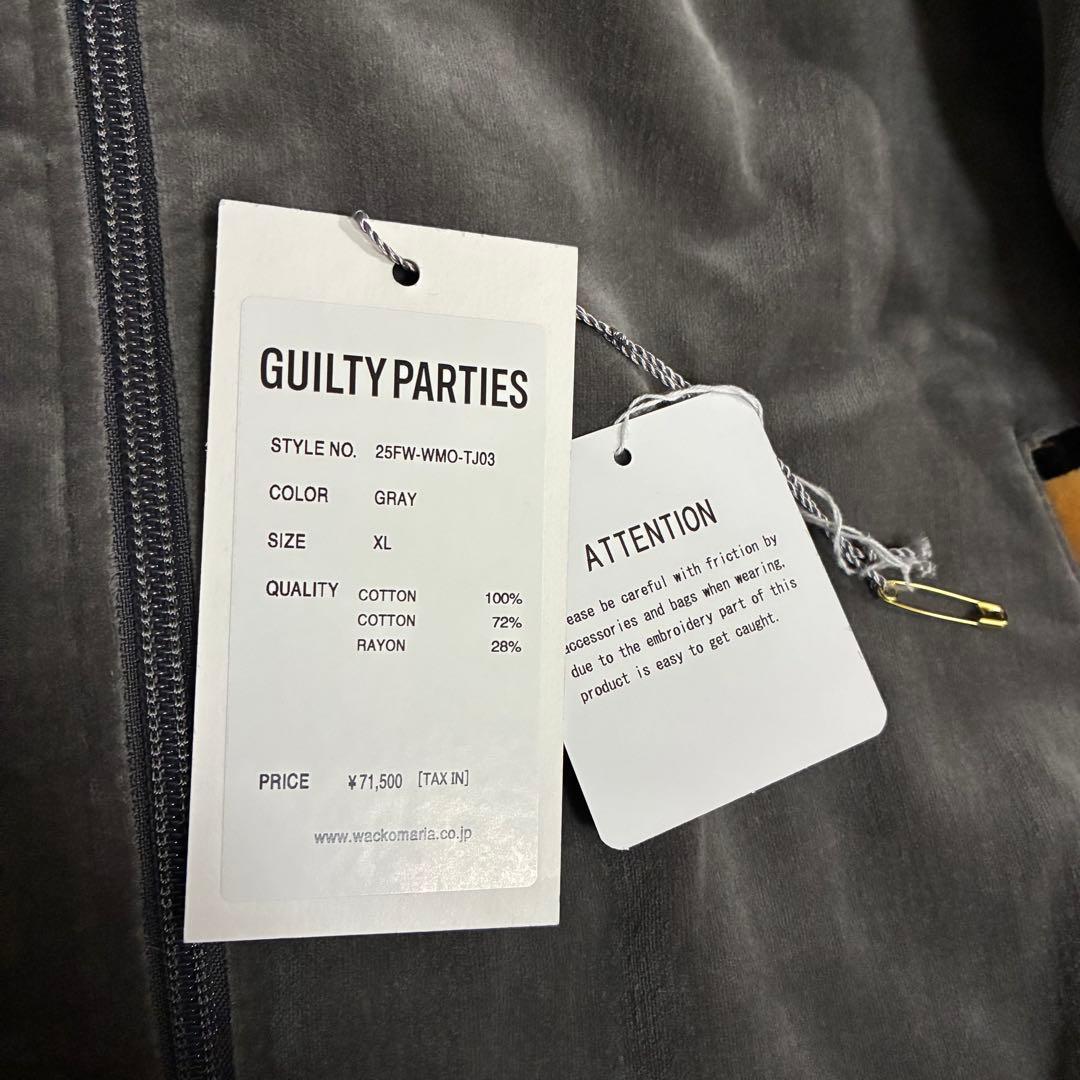 GUILTY PARTIES
STYLE NO. 25FW-WMO-TJ03
COLOR GRAY
SIZE XL
QUALITY COTTON 100%
COTTON 72%
RAYON 28%
PRICE ¥71,500 [TAX IN]
www.wackomaria.co.jp
ATTENTION
ease be careful with friction by
accessories and bags when wearing,
due to the embroidery part of this
product is easy to get caught.